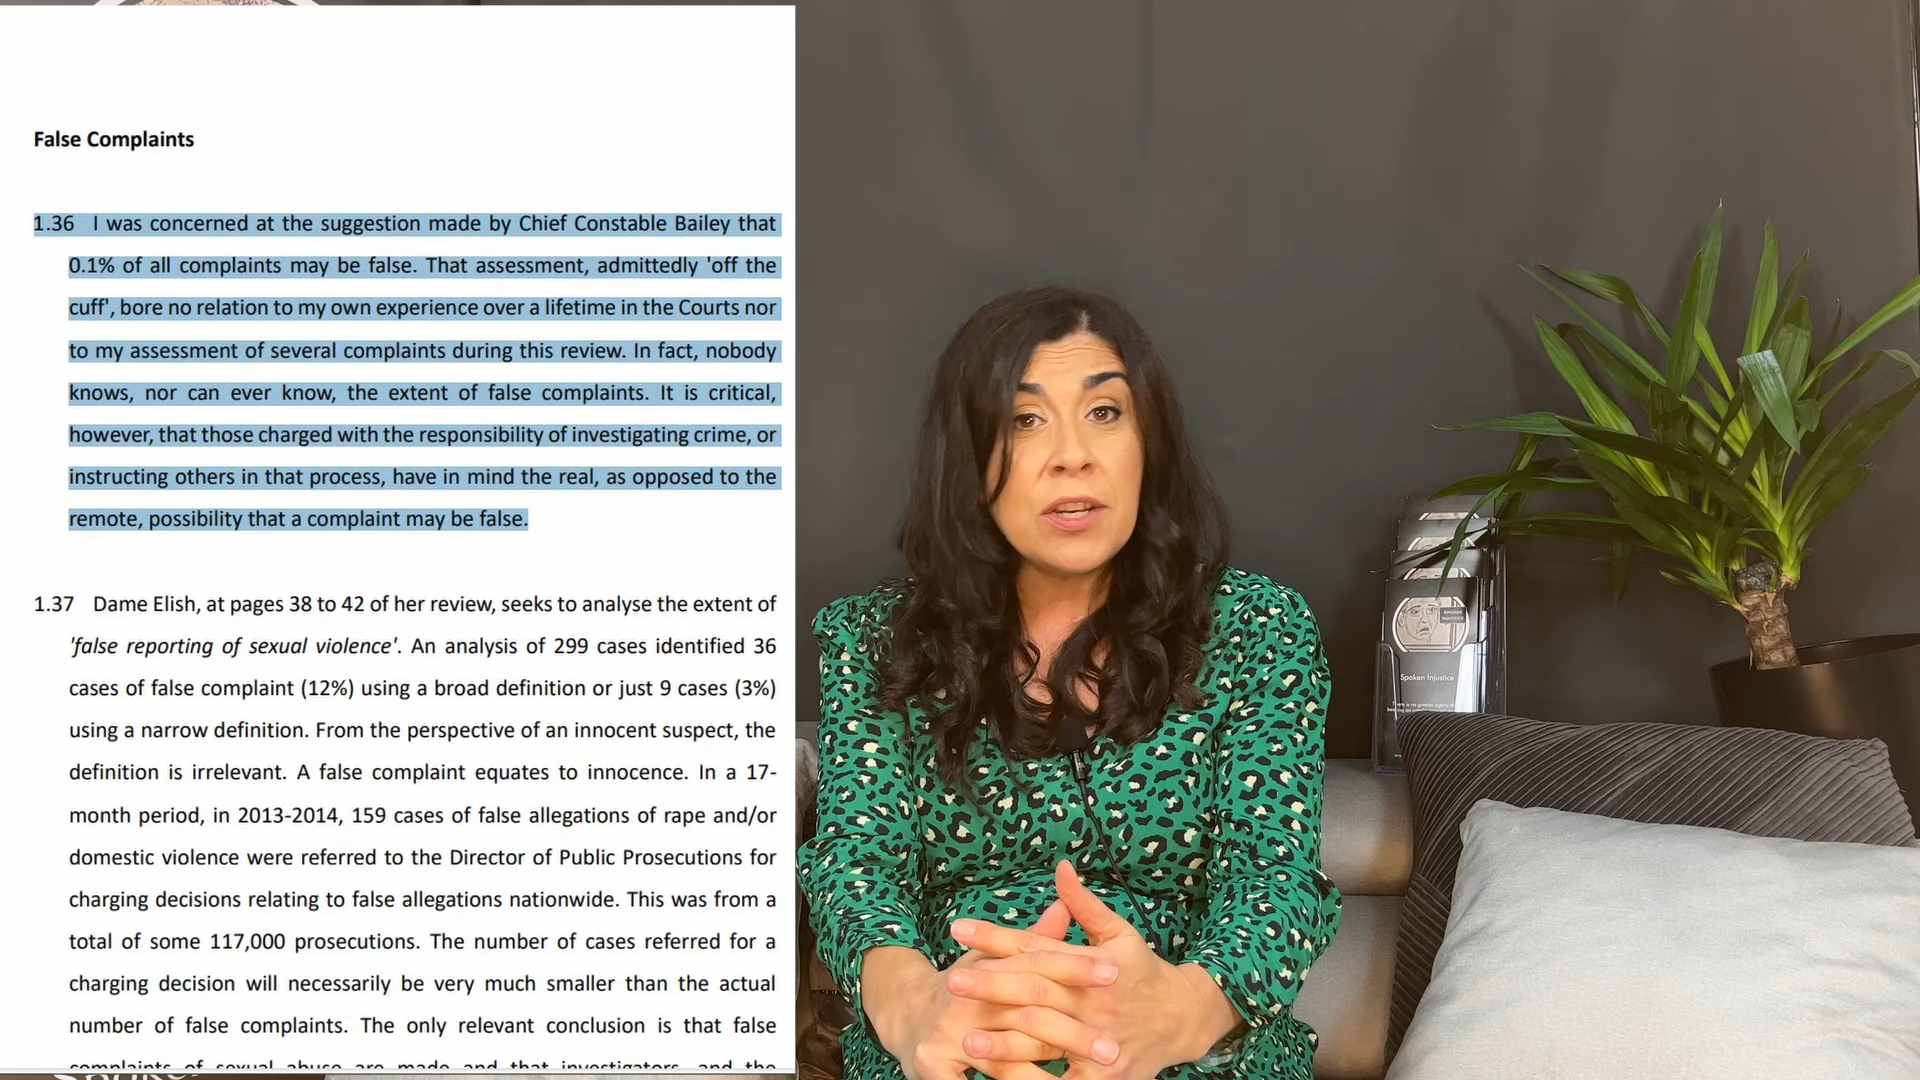 False Complaints
1.36 I was concerned at the suggestion made by Chief Constable Bailey that
0.1% of all complaints may be false. That assessment, admittedly 'off the
cuff', bore no relation to my own experience over a lifetime in the Courts nor
to my assessment of several complaints during this review. In fact, nobody
knows, nor can ever know, the extent of false complaints. It is critical,
however, that those charged with the responsibility of investigating crime, or
instructing others in that process, have in mind the real, as opposed to the
remote, possibility that a complaint may be false.
1.37 Dame Elish, at pages 38 to 42 of her review, seeks to analyse the extent of
'false reporting of sexual violence'. An analysis of 299 cases identified 36
cases of false complaint (12%) using a broad definition or just 9 cases (3%)
using a narrow definition. From the perspective of an innocent suspect, the
definition is irrelevant. A false complaint equates to innocence. In a 17-
month period, in 2013-2014, 159 cases of false allegations of rape and/or
domestic violence were referred to the Director of Public Prosecutions for
charging decisions relating to false allegations nationwide. This was from a
total of some 117,000 prosecutions. The number of cases referred for a
charging decision will necessarily be very much smaller than the actual
number of false complaints. The only relevant conclusion is that false
complaints of sexual abuse are made and that investigators, and the
Spoken Injustice